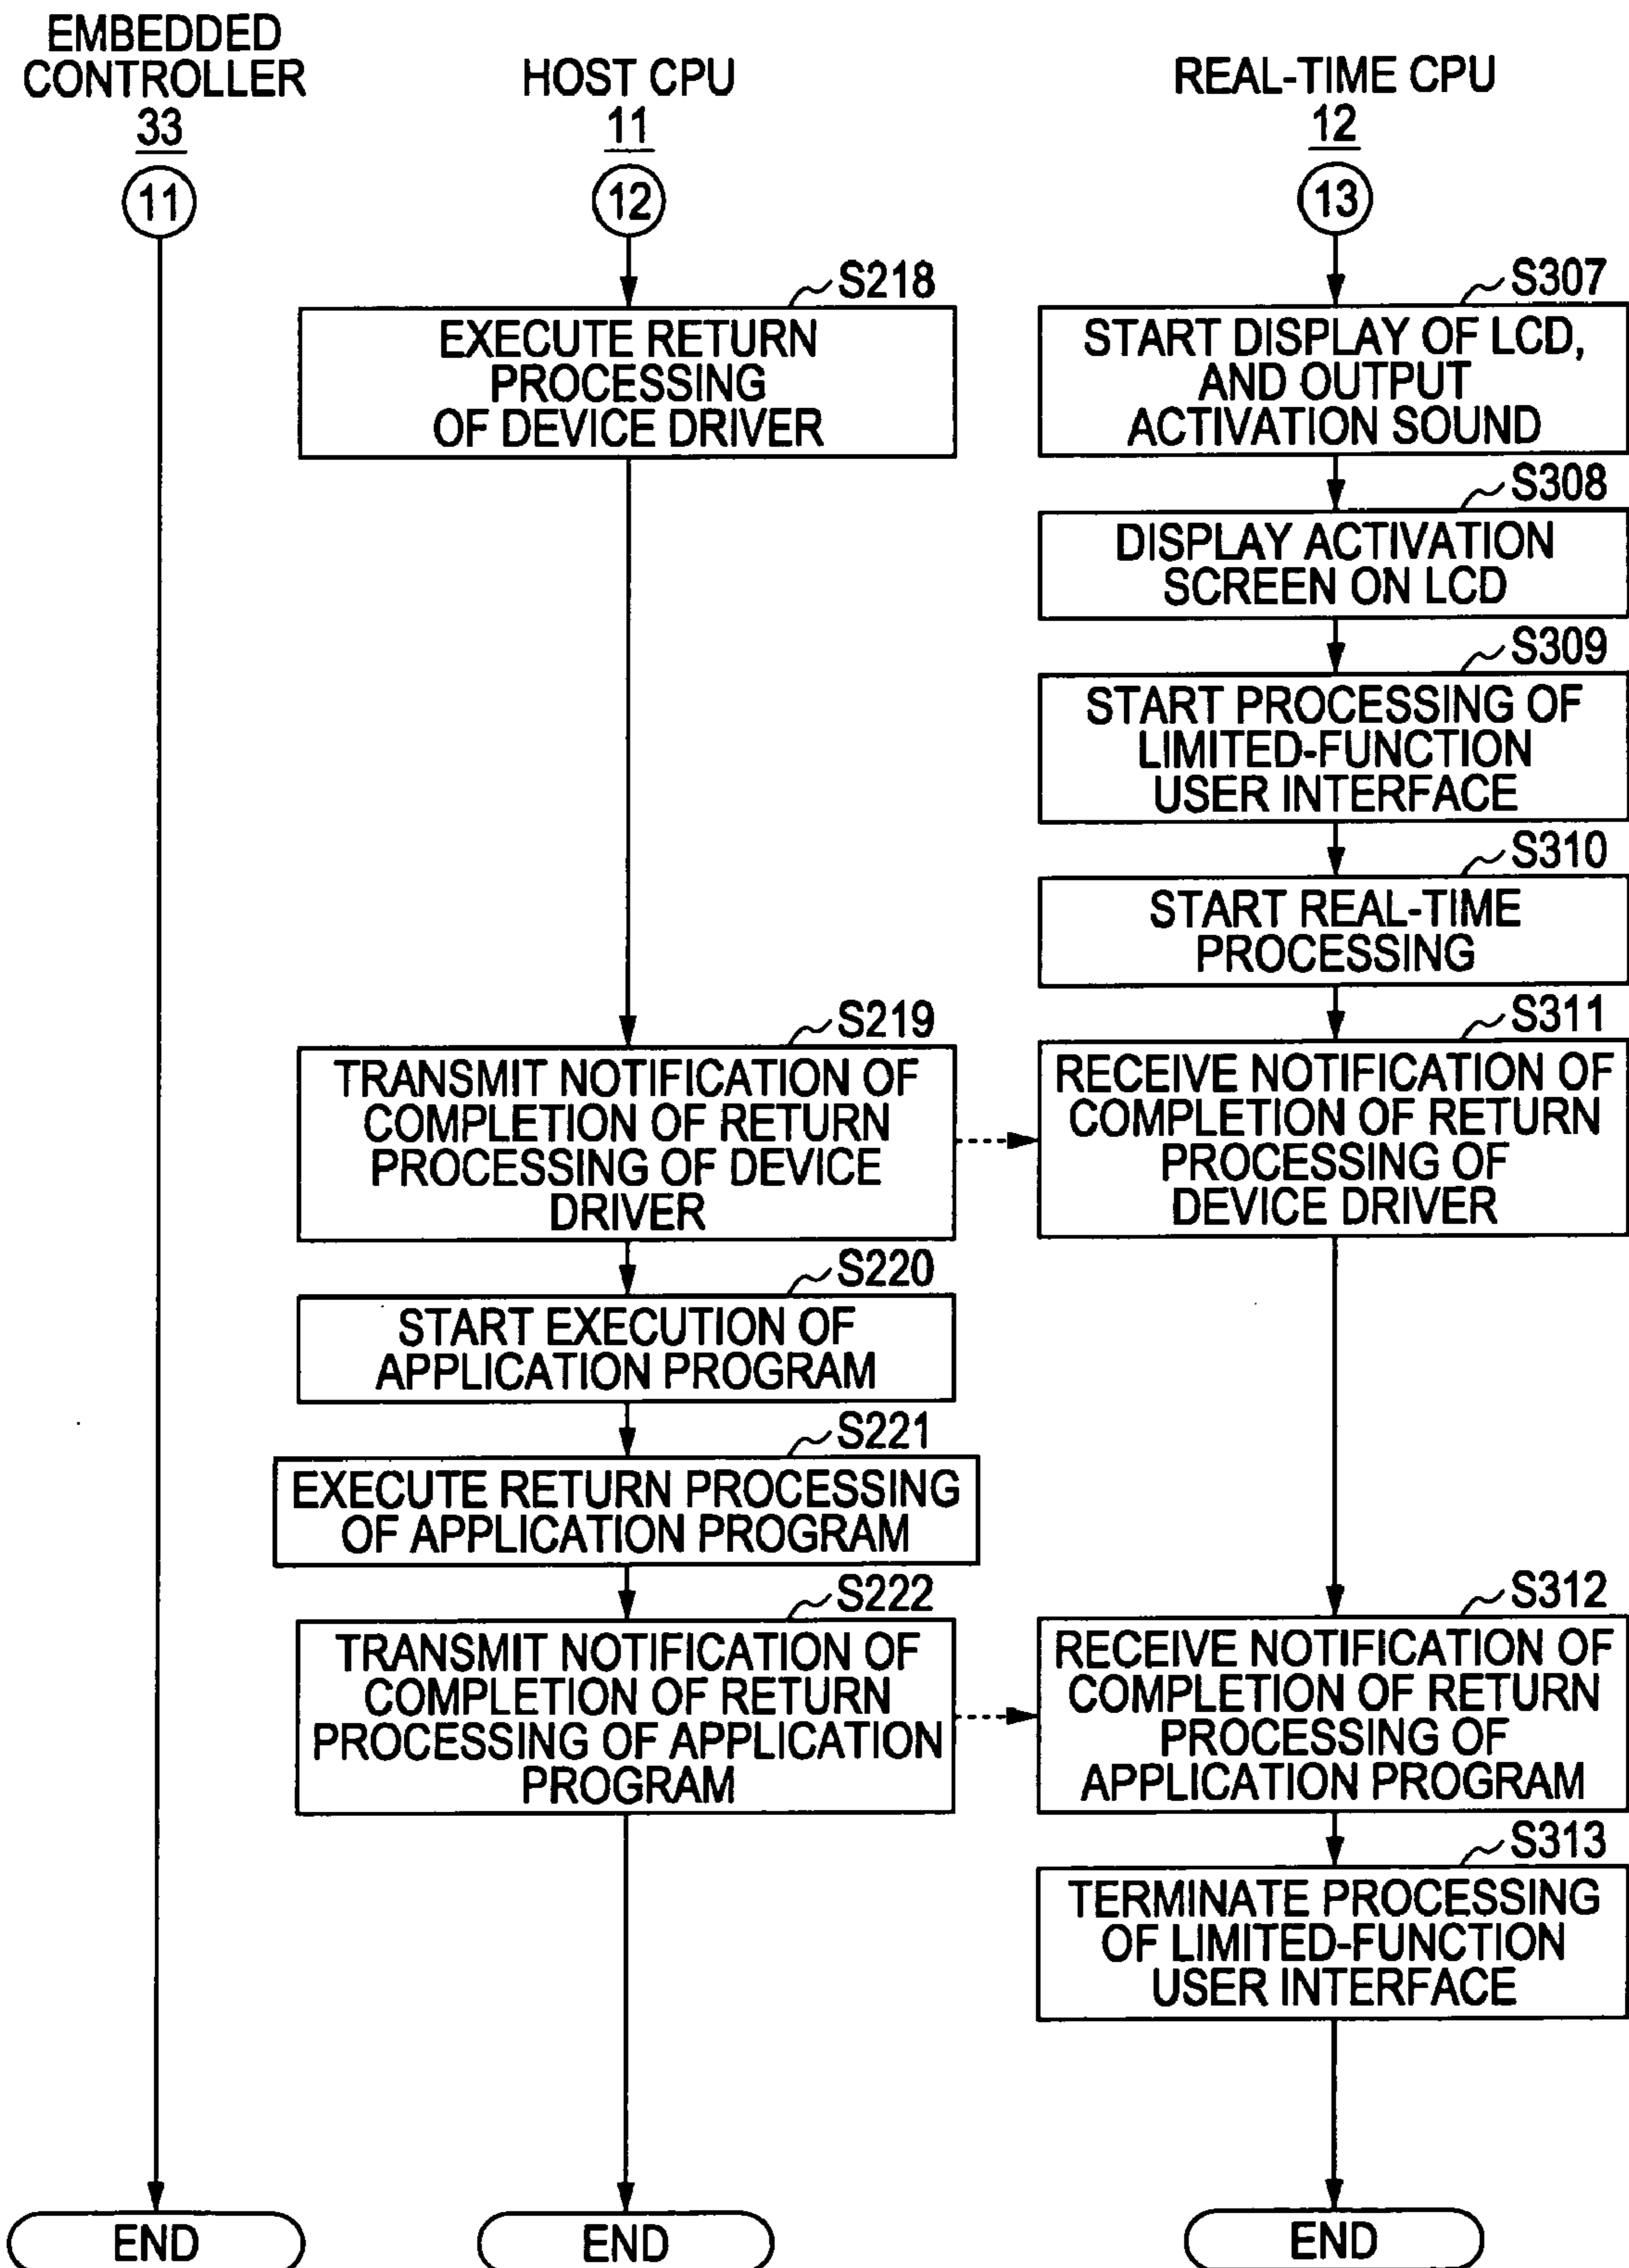 EMBEDDED
CONTROLLER
33
11
HOST CPU
11
12
REAL-TIME CPU
12
13
S218
EXECUTE RETURN
PROCESSING
OF DEVICE DRIVER
S307
START DISPLAY OF LCD,
AND OUTPUT
ACTIVATION SOUND
S308
DISPLAY ACTIVATION
SCREEN ON LCD
S309
START PROCESSING OF
LIMITED-FUNCTION
USER INTERFACE
S310
START REAL-TIME
PROCESSING
S219
TRANSMIT NOTIFICATION OF
COMPLETION OF RETURN
PROCESSING OF DEVICE
DRIVER
S311
RECEIVE NOTIFICATION OF
COMPLETION OF RETURN
PROCESSING OF
DEVICE DRIVER
S220
START EXECUTION OF
APPLICATION PROGRAM
S221
EXECUTE RETURN PROCESSING
OF APPLICATION PROGRAM
S222
TRANSMIT NOTIFICATION OF
COMPLETION OF RETURN
PROCESSING OF APPLICATION
PROGRAM
S312
RECEIVE NOTIFICATION OF
COMPLETION OF RETURN
PROCESSING OF
APPLICATION PROGRAM
S313
TERMINATE PROCESSING
OF LIMITED-FUNCTION
USER INTERFACE
END
END
END